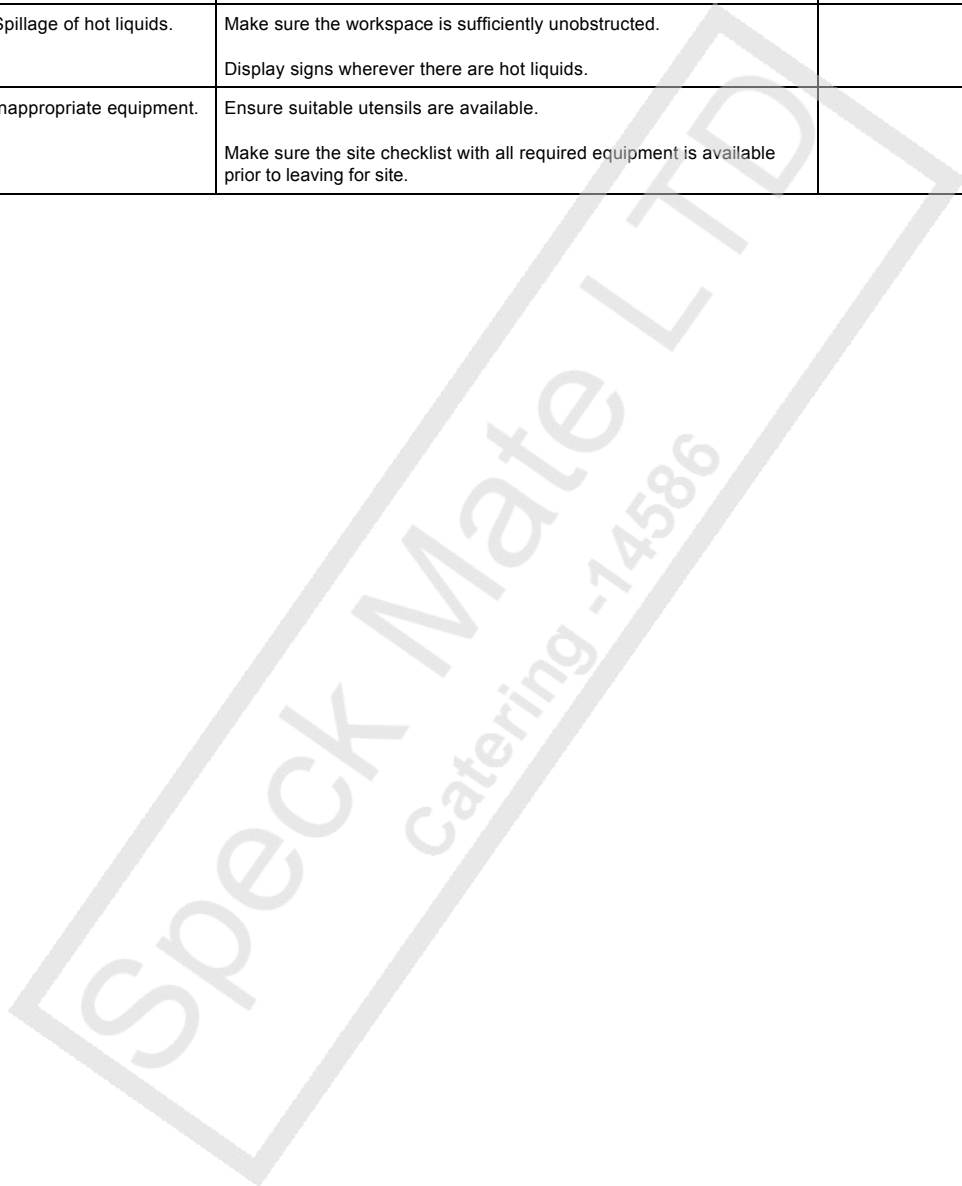 Spillage of hot liquids.
Make sure the workspace is sufficiently unobstructed.
Display signs wherever there are hot liquids.
nappropriate equipment.
Ensure suitable utensils are available.
Make sure the site checklist with all required equipment is available
prior to leaving for site.
Speck Mate LTD
Catering -14586